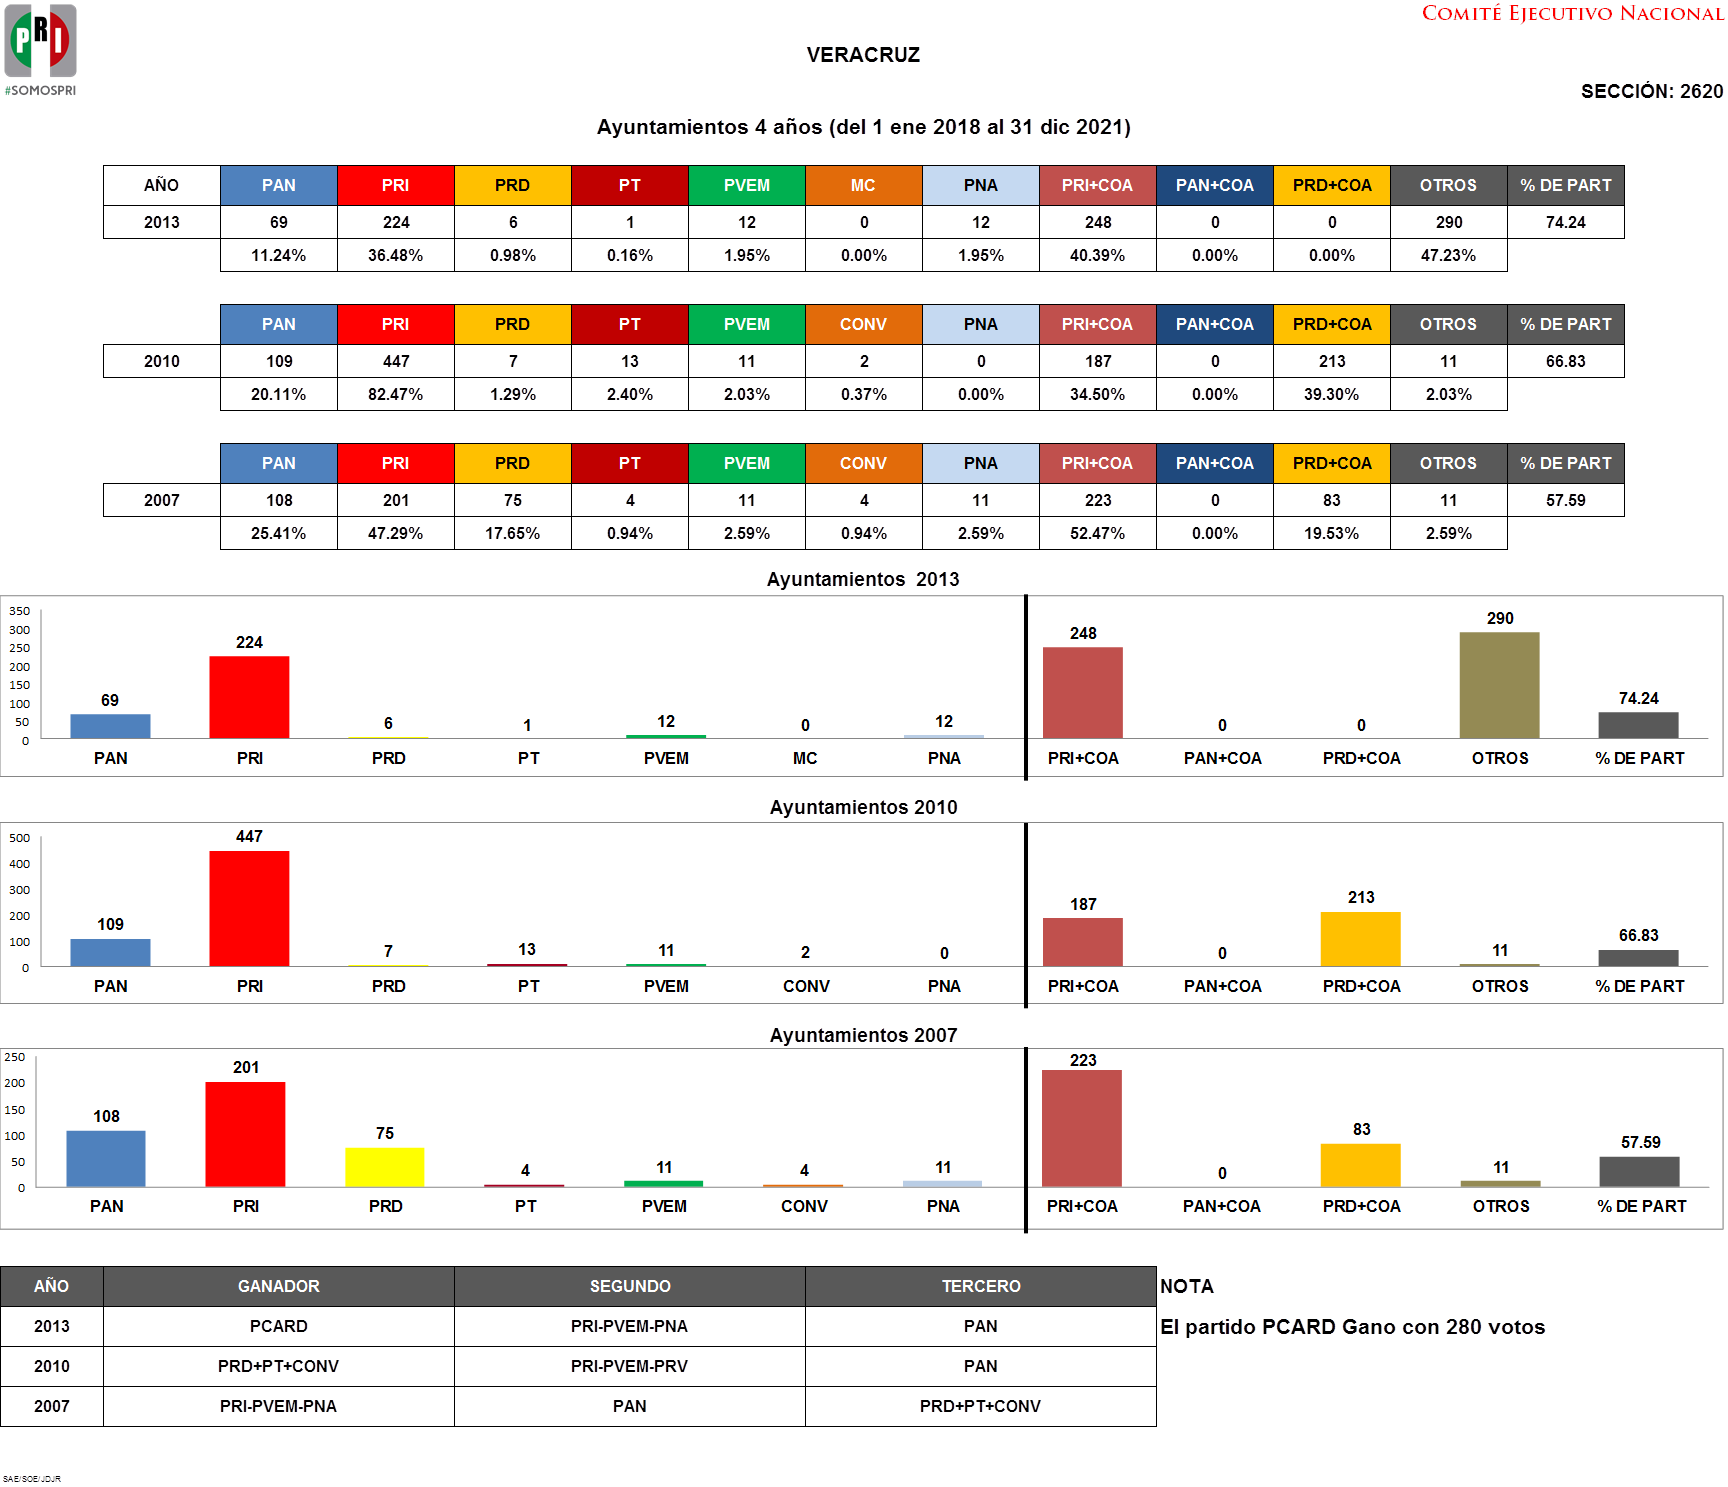 PRI
#SOMOSPRI
COMITÉ EJECUTIVO NACIONAL
VERACRUZ
SECCIÓN: 2620
Ayuntamientos 4 años (del 1 ene 2018 al 31 dic 2021)
AÑO PAN PRI PRD PT PVEM MC PNA PRI+COA PAN+COA PRD+COA OTROS % DE PART
2013 69 224 6 1 12 0 12 248 0 0 290 74.24
11.24% 36.48% 0.98% 0.16% 1.95% 0.00% 1.95% 40.39% 0.00% 0.00% 47.23%
PAN PRI PRD PT PVEM CONV PNA PRI+COA PAN+COA PRD+COA OTROS % DE PART
2010 109 447 7 13 11 2 0 187 0 213 11 66.83
20.11% 82.47% 1.29% 2.40% 2.03% 0.37% 0.00% 34.50% 0.00% 39.30% 2.03%
PAN PRI PRD PT PVEM CONV PNA PRI+COA PAN+COA PRD+COA OTROS % DE PART
2007 108 201 75 4 11 4 11 223 0 83 11 57.59
25.41% 47.29% 17.65% 0.94% 2.59% 0.94% 2.59% 52.47% 0.00% 19.53% 2.59%
Ayuntamientos 2013
350
300
250
200
150
100
50
0
69 224 6 1 12 0 12 248 0 0 290 74.24
PAN PRI PRD PT PVEM MC PNA PRI+COA PAN+COA PRD+COA OTROS % DE PART
Ayuntamientos 2010
500
400
300
200
100
0
109 447 7 13 11 2 0 187 0 213 11 66.83
PAN PRI PRD PT PVEM CONV PNA PRI+COA PAN+COA PRD+COA OTROS % DE PART
Ayuntamientos 2007
250
200
150
100
50
0
108 201 75 4 11 4 11 223 0 83 11 57.59
PAN PRI PRD PT PVEM CONV PNA PRI+COA PAN+COA PRD+COA OTROS % DE PART
AÑO GANADOR SEGUNDO TERCERO NOTA
2013 PCARD PRI-PVEM-PNA PAN El partido PCARD Gano con 280 votos
2010 PRD+PT+CONV PRI-PVEM-PRV PAN
2007 PRI-PVEM-PNA PAN PRD+PT+CONV
SAE/SOE/JDJR